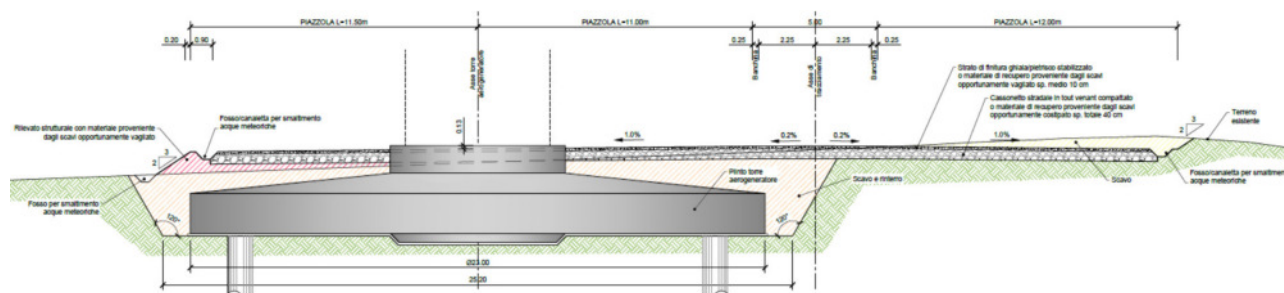 PIAZZOLA L=11.50m
PIAZZOLA L=11.00m
5.00
PIAZZOLA L=12.00m
0.20
0.90
0.25
2.25
2.25
0.25
Banchina
Banchina
Asse torre
aerogeneratore
Asse di
tracciamento
Strato di finitura ghiaia/pietrisco stabilizzato
o materiale di recupero proveniente dagli scavi
opportunamente vagliato sp. medio 10 cm
Cassonetto stradale in tout venant compattato
o materiale di recupero proveniente dagli scavi
opportunamente costipato sp. totale 40 cm
Terreno
esistente
3
2
Fosso/canaletta per smaltimento
acque meteoriche
Rilevato strutturale con materiale proveniente
dagli scavi opportunamente vagliato
3
2
0.13
1.0%
0.2%
0.2%
1.0%
Plinto torre
aerogeneratore
Scavo e rinterro
Scavo
Fosso/canaletta per smaltimento
acque meteoriche
Fosso per smaltimento
acque meteoriche
120°
120°
Ø23.00
25.20